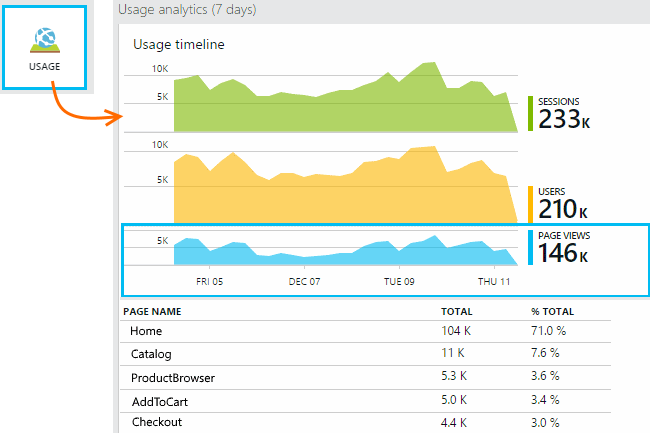 Usage analytics (7 days)
USAGE
Usage timeline
10K
5K
SESSIONS
233K
10K
5K
USERS
210K
5K
PAGE VIEWS
146K
FRI 05 DEC 07 TUE 09 THU 11
PAGE NAME TOTAL % TOTAL
Home 104 K 71.0 %
Catalog 11 K 7.6 %
ProductBrowser 5.3 K 3.6 %
AddToCart 5.0 K 3.4 %
Checkout 4.4 K 3.0 %